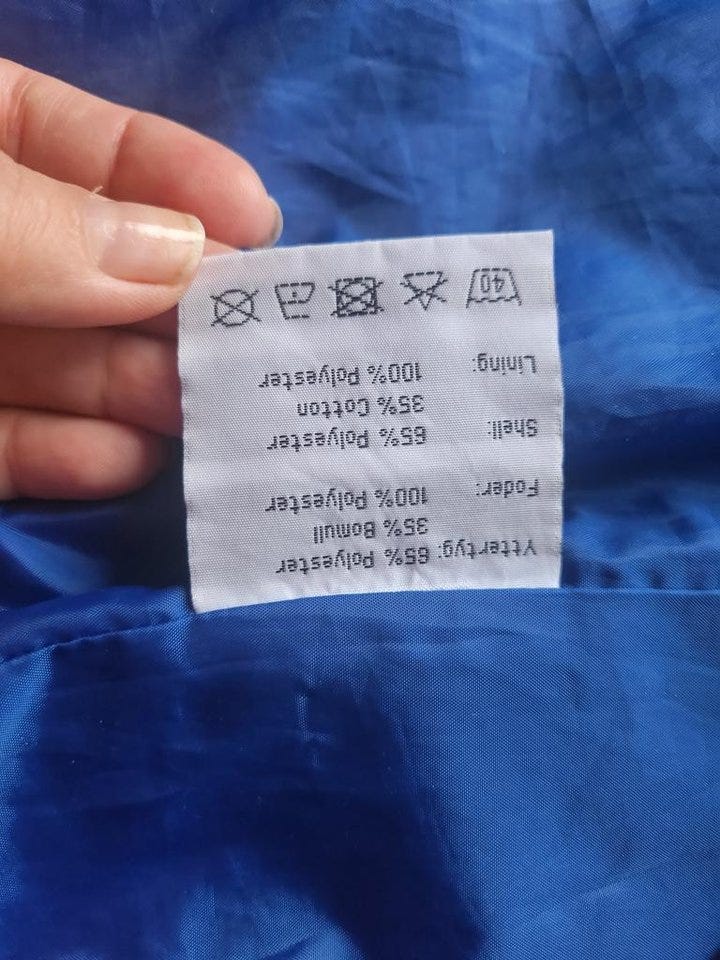 Yttertyg: 65% Polyester
35% Bomull
Foder: 100% Polyester
Shell: 65% Polyester
35% Cotton
Lining: 100% Polyester
40